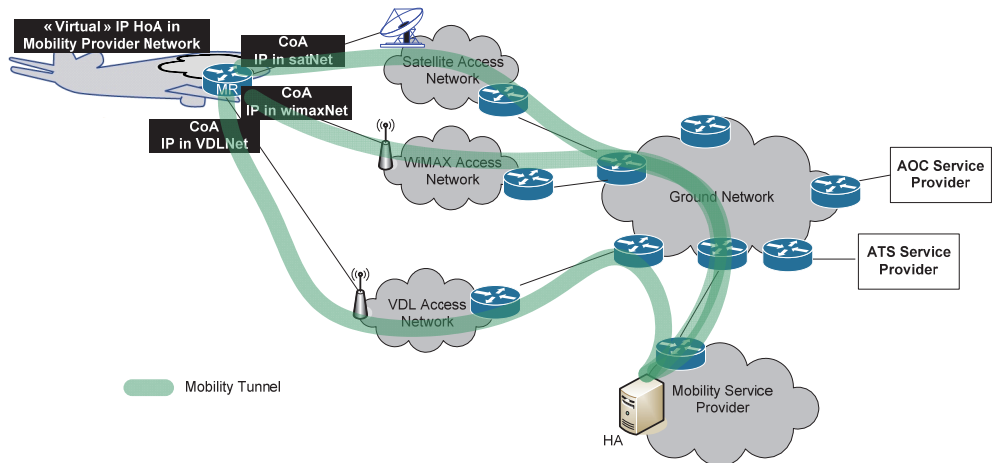 « Virtual » IP HoA in
Mobility Provider Network
CoA
IP in satNet
MR
CoA
IP in wimaxNet
CoA
IP in VDLNet
Satellite Access
Network
WiMAX Access
Network
VDL Access
Network
Ground Network
AOC Service
Provider
ATS Service
Provider
Mobility Service
Provider
HA
Mobility Tunnel